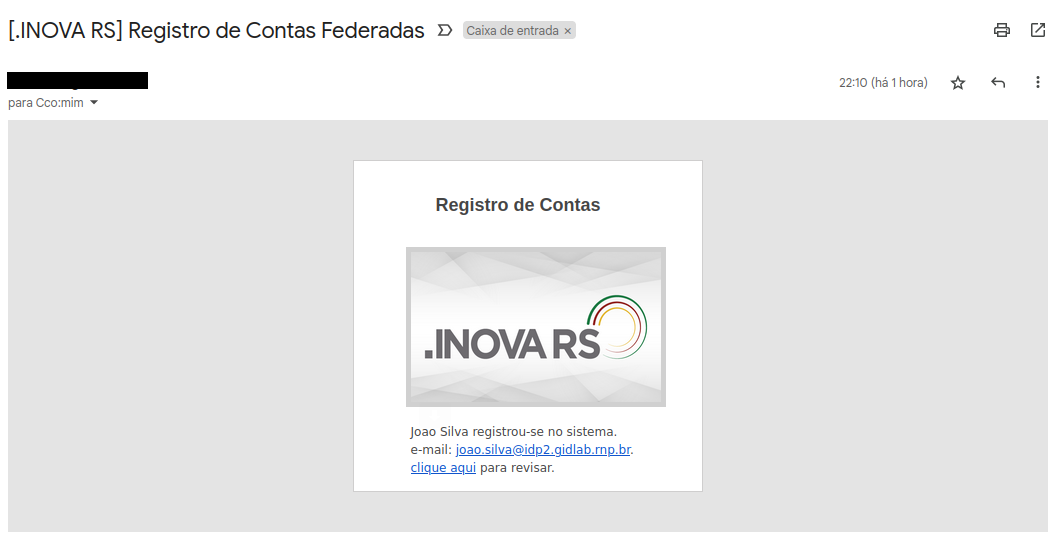 [.INOVA RS] Registro de Contas Federadas
Caixa de entrada ×
22:10 (há 1 hora)
para Cco:mim
Registro de Contas
.INOVA RS
Joao Silva registrou-se no sistema.
e-mail: joao.silva@idp2.gidlab.rnp.br.
clique aqui para revisar.